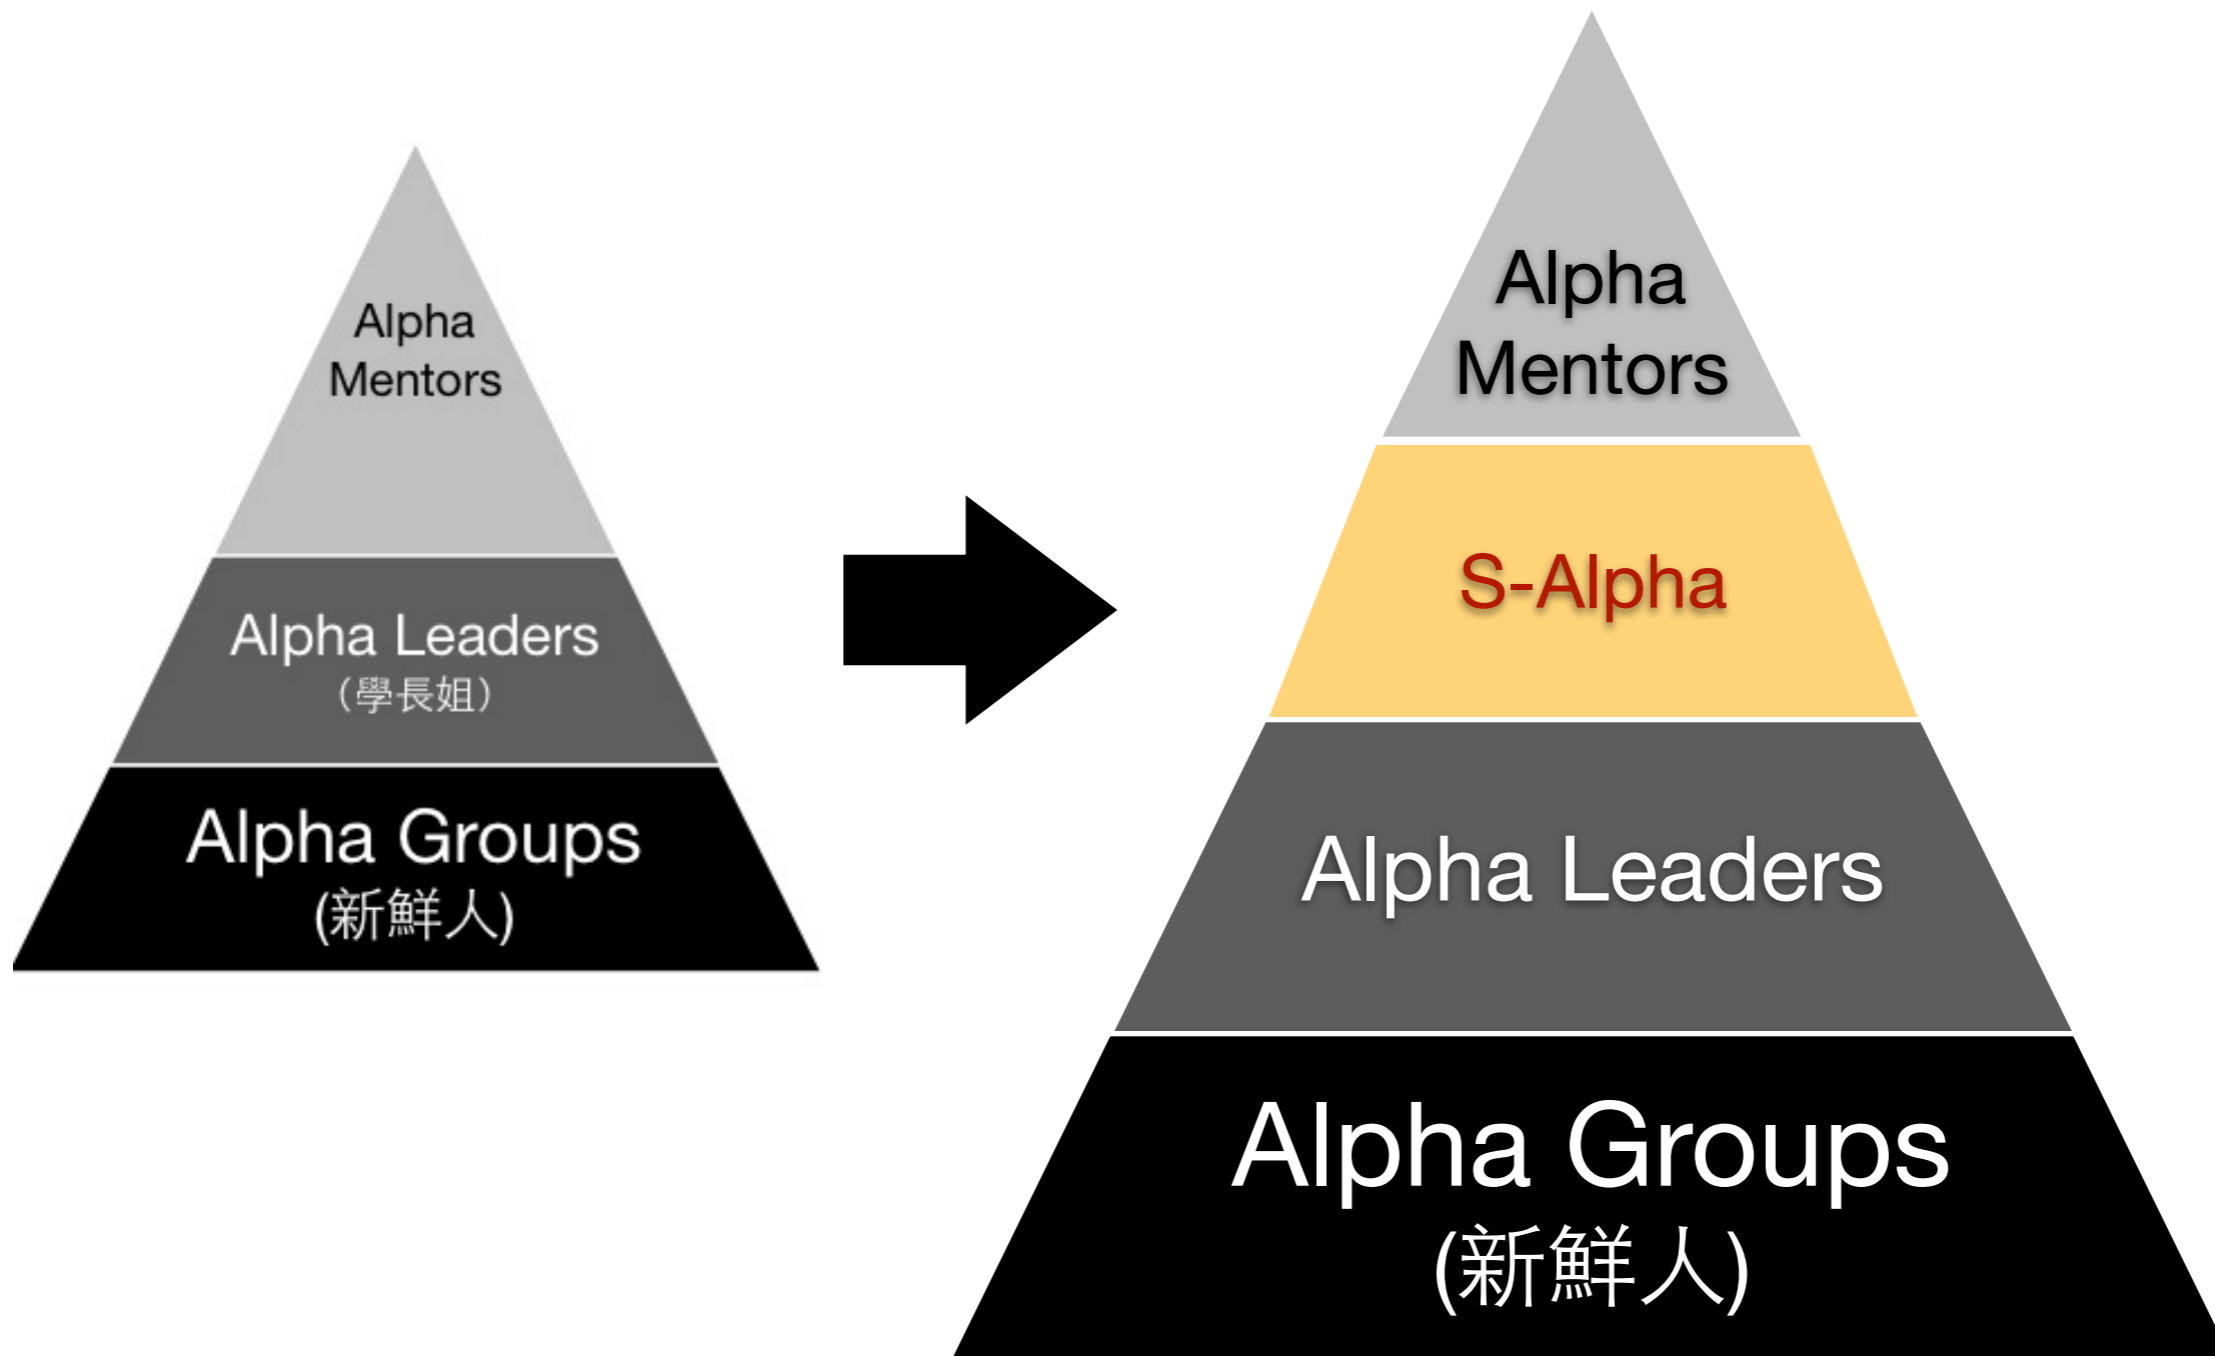 Alpha
Mentors
Alpha Leaders
（學長姐）
Alpha Groups
(新鮮人)
Alpha
Mentors
S-Alpha
Alpha Leaders
Alpha Groups
(新鮮人)